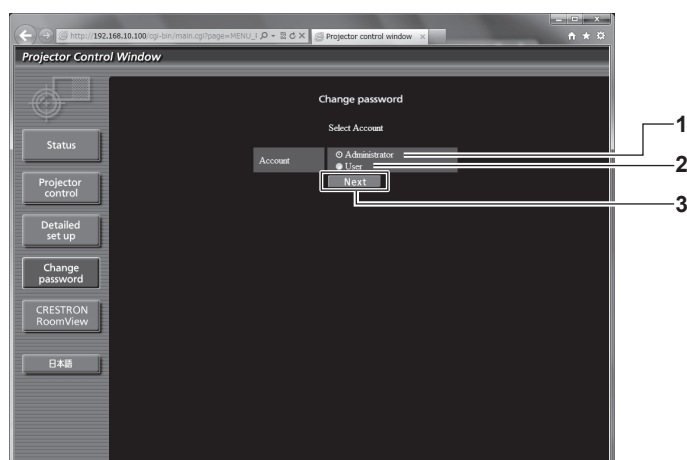 http://192.168.10.100/cgi-bin/main.cgi?page=MENU_
Projector control window
Projector Control Window
Change password
Select Account
Account
Administrator
User
Next
Status
Projector
control
Detailed
set up
Change
password
CRESTRON
RoomView
日本語
1
2
3